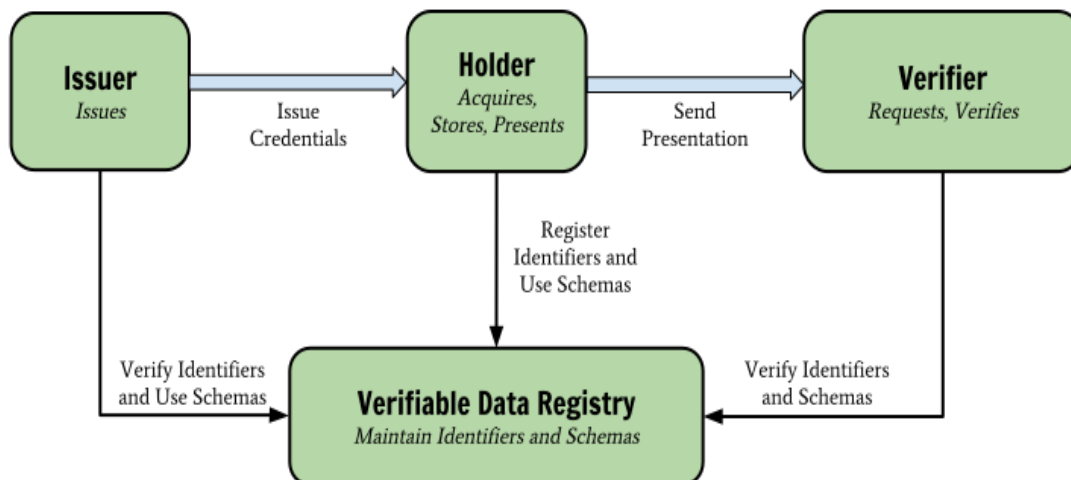 Issuer
Issues
Issue
Credentials
Holder
Acquires,
Stores, Presents
Send
Presentation
Verifier
Requests, Verifies
Register
Identifiers and
Use Schemas
Verify Identifiers
and Use Schemas
Verify Identifiers
and Schemas
Verifiable Data Registry
Maintain Identifiers and Schemas